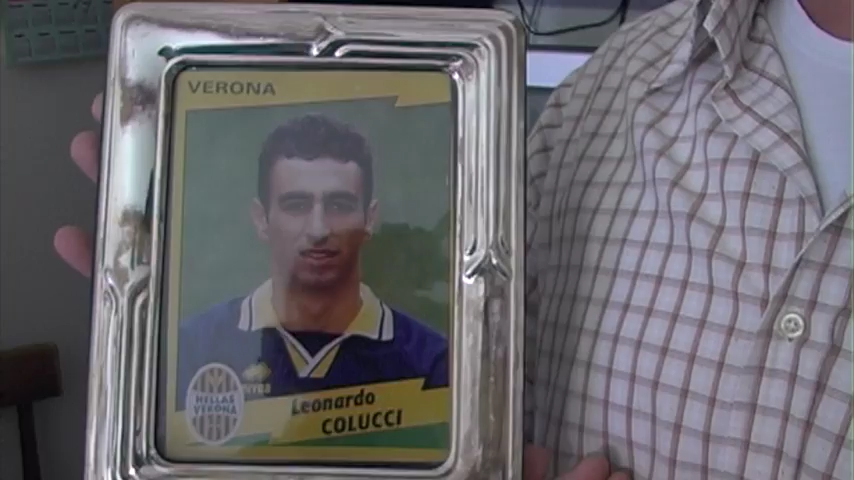 VERONA
HELLAS
VERONA
Leonardo
COLUCCI